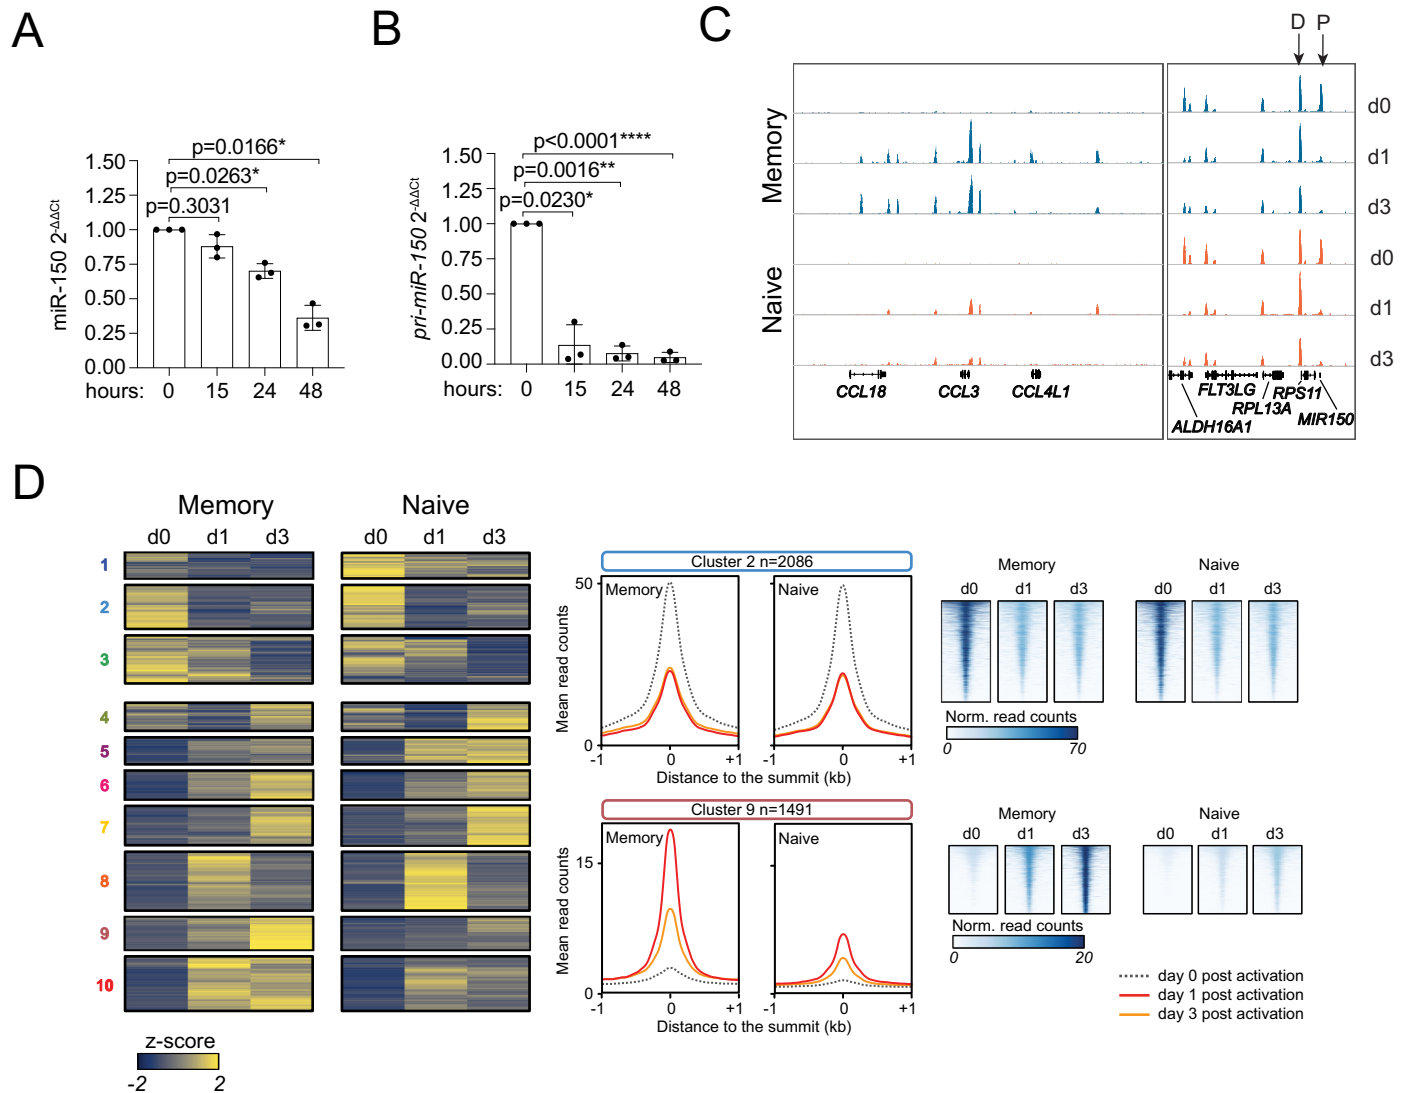 A
p=0.0166*
p=0.0263*
p=0.3031
miR-150 2-ΔΔCt
1.50
1.25
1.00
0.75
0.50
0.25
0.00
hours: 0 15 24 48
B
p<0.0001****
p=0.0016**
p=0.0230*
pri-miR-150 2-ΔΔCt
1.50
1.25
1.00
0.75
0.50
0.25
0.00
hours: 0 15 24 48
C
D P
Memory
d0
d1
d3
Naive
d0
d1
d3
CCL18 CCL3 CCL4L1
FLT3LG
RPL13A RPS11
ALDH16A1 MIR150
D
Memory Naive
d0 d1 d3 d0 d1 d3
1
2
3
4
5
6
7
8
9
10
z-score
-2 2
Cluster 2 n=2086
Memory Naive
Mean read counts
50
0
-1 0 +1 -1 0 +1
Distance to the summit (kb)
Memory Naive
d0 d1 d3 d0 d1 d3
Norm. read counts
0 70
Cluster 9 n=1491
Memory Naive
Mean read counts
15
0
-1 0 +1 -1 0 +1
Distance to the summit (kb)
Memory Naive
d0 d1 d3 d0 d1 d3
Norm. read counts
0 20
day 0 post activation
day 1 post activation
day 3 post activation